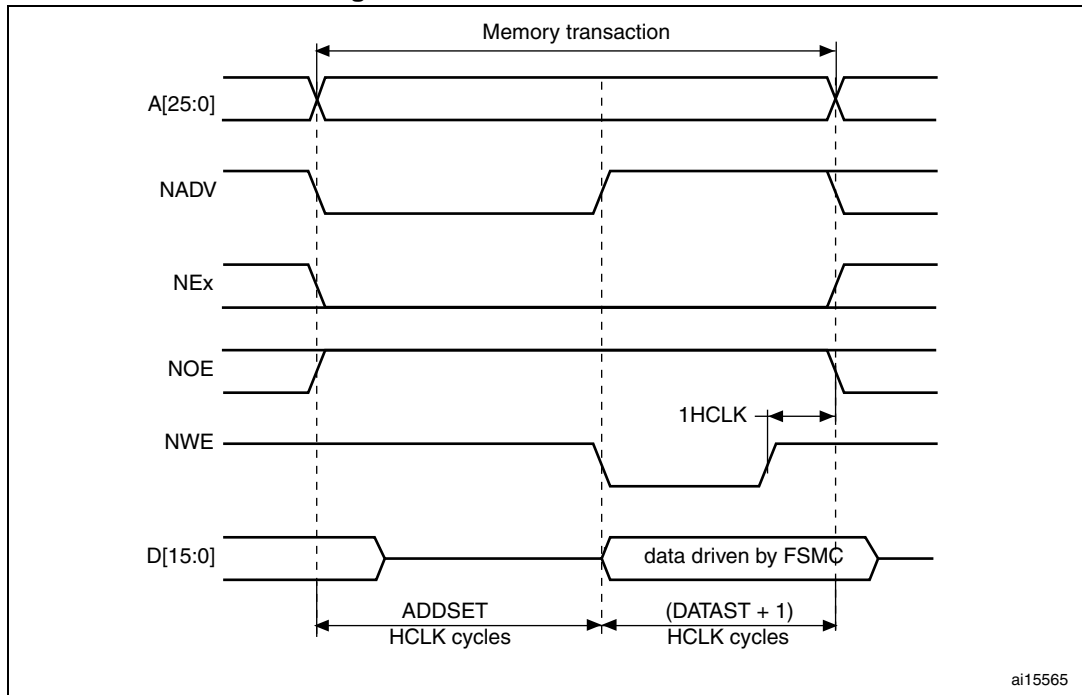 Memory transaction
A[25:0]
NADV
NEx
NOE
1HCLK
NWE
D[15:0]
data driven by FSMC
ADDSET
HCLK cycles
(DATAST + 1)
HCLK cycles
ai15565